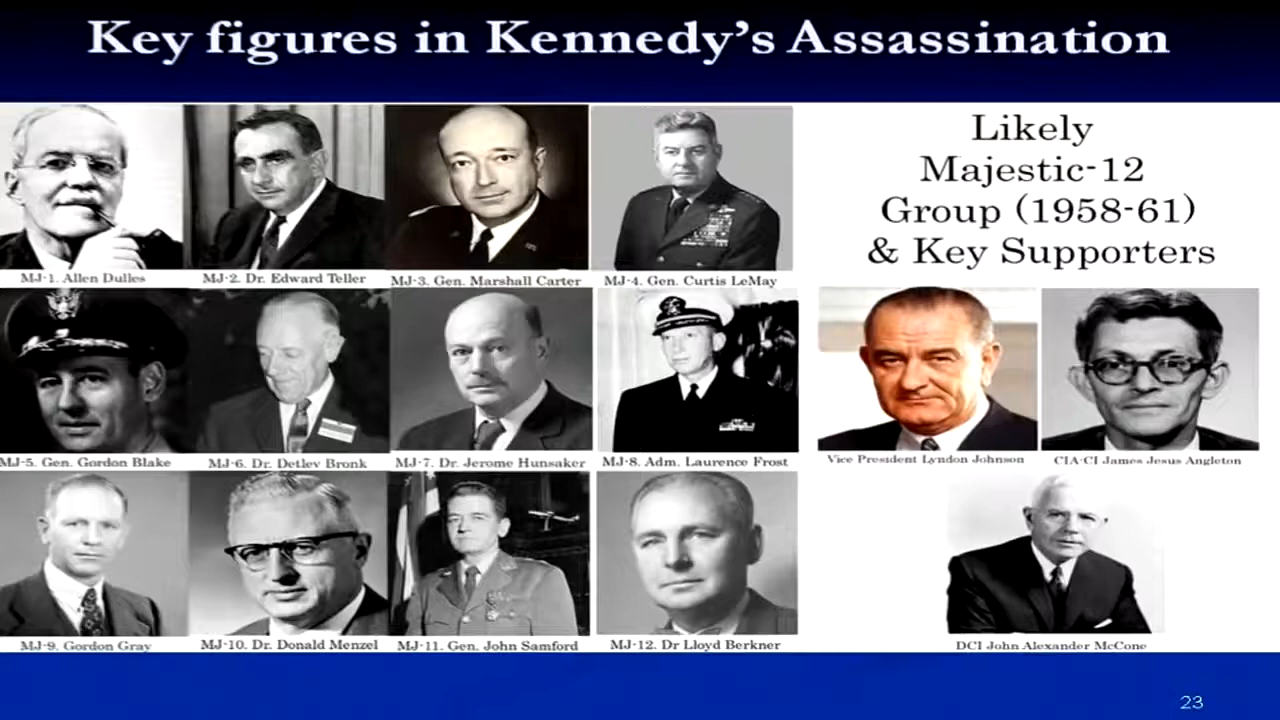 Key figures in Kennedy's Assassination
Likely
Majestic-12
Group (1958-61)
& Key Supporters
MJ-1. Allen Dulles
MJ-2. Dr. Edward Teller
MJ-3. Gen. Marshall Carter
MJ-4. Gen. Curtis LeMay
MJ-5. Gen. Gordon Blake
MJ-6. Dr. Detlev Bronk
MJ-7. Dr. Jerome Hunsaker
MJ-8. Adm. Laurence Frost
Vice President Lyndon Johnson
CIA-CI James Jesus Angleton
MJ-9. Gordon Gray
MJ-10. Dr. Donald Menzel
MJ-11. Gen. John Samford
MJ-12. Dr Lloyd Berkner
DCI John Alexander McCone
23